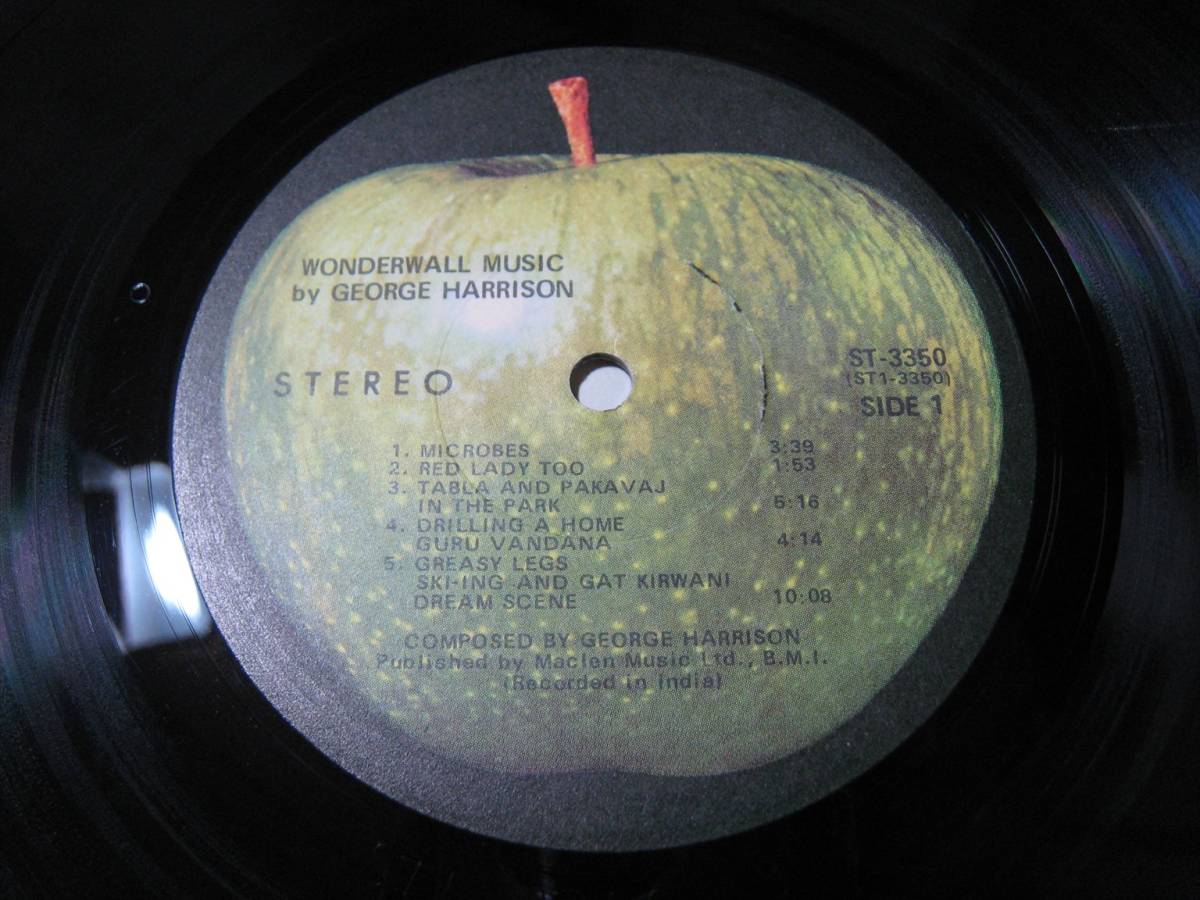 WONDERWALL MUSIC
by GEORGE HARRISON
STEREO
ST-3350
(ST1-3350)
SIDE 1
1. MICROBES 3:39
2. RED LADY TOO 1:53
3. TABLA AND PAKAVAJ
IN THE PARK 5:16
4. DRILLING A HOME
GURU VANDANA 4:14
5. GREASY LEGS
SKI-ING AND GAT KIRWANI
DREAM SCENE 10:08
COMPOSED BY GEORGE HARRISON
Published by Maclen Music Ltd., B.M.I.
(Recorded in India)